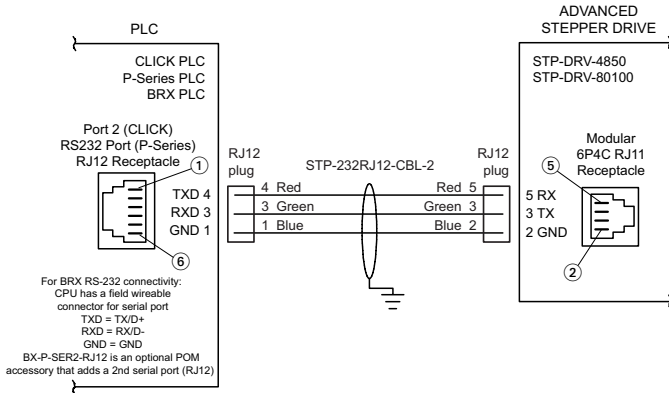 PLC
CLICK PLC
P-Series PLC
BRX PLC
Port 2 (CLICK)
RS232 Port (P-Series)
RJ12 Receptacle
1
TXD 4
RXD 3
GND 1
6
For BRX RS-232 connectivity:
CPU has a field wireable
connector for serial port
TXD = TX/D+
RXD = RX/D-
GND = GND
BX-P-SER2-RJ12 is an optional POM
accessory that adds a 2nd serial port (RJ12)
RJ12
plug
STP-232RJ12-CBL-2
RJ12
plug
4 Red Red 5
3 Green Green 3
1 Blue Blue 2
ADVANCED
STEPPER DRIVE
STP-DRV-4850
STP-DRV-80100
Modular
6P4C RJ11
Receptacle
5
5 RX
3 TX
2 GND
2